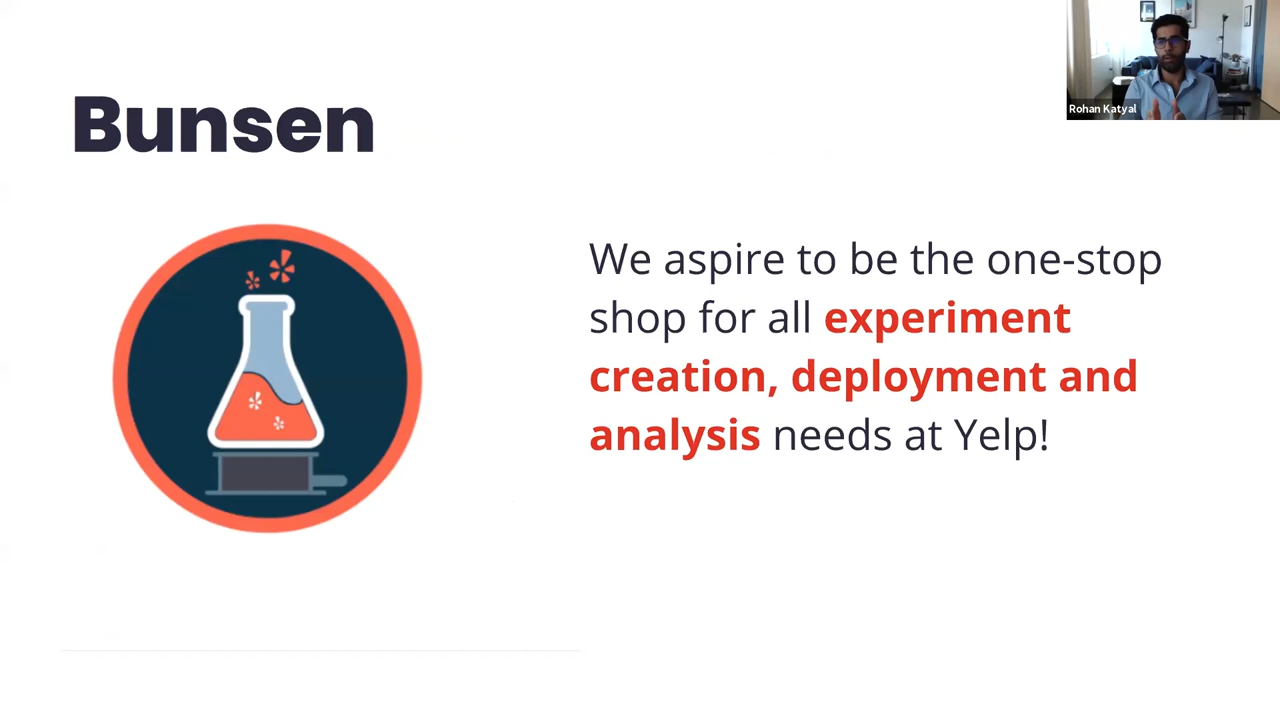 Bunsen
Rohan Katyal
We aspire to be the one-stop
shop for all experiment
creation, deployment and
analysis needs at Yelp!